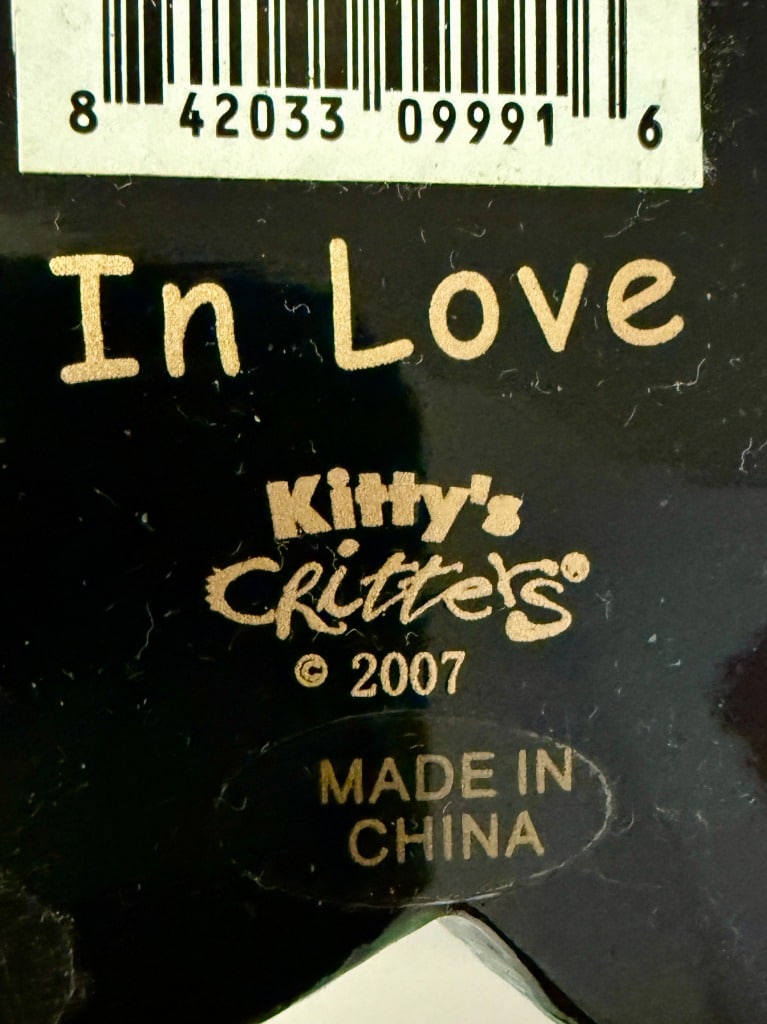 8 42033 09991 6
In Love
Kitty's
Critters®
© 2007
MADE IN
CHINA